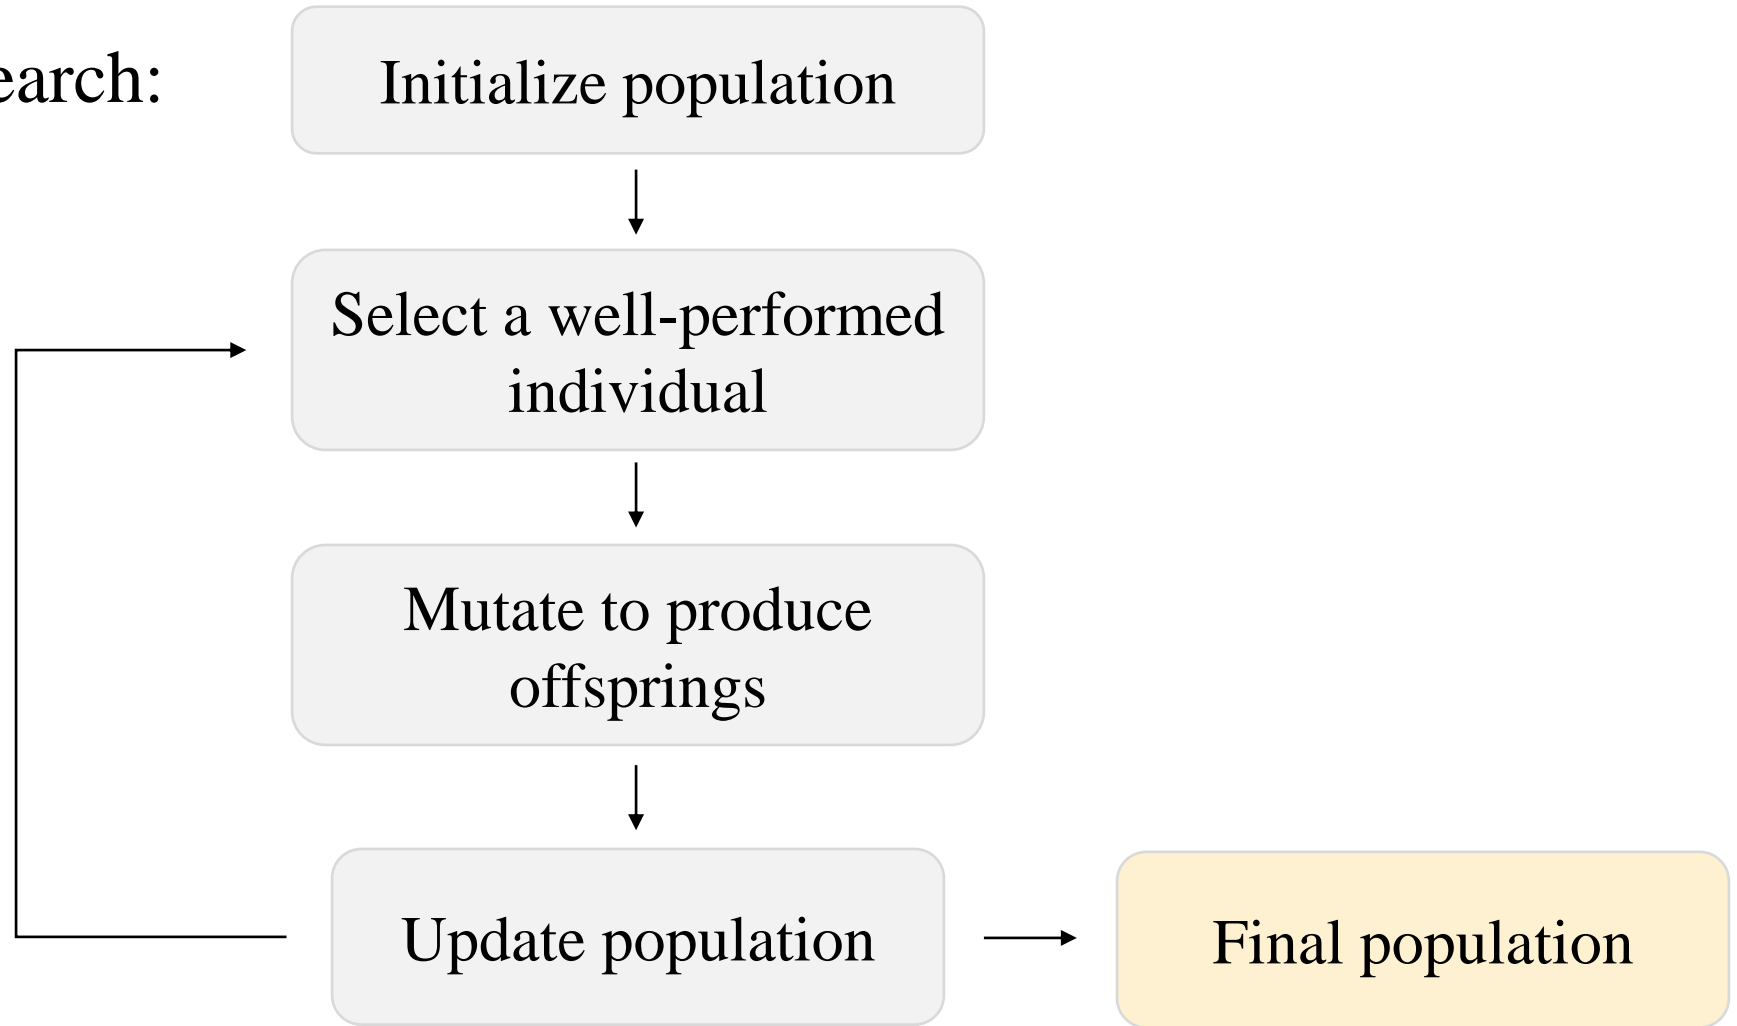 earch:
Initialize population
Select a well-performed
individual
Mutate to produce
offsprings
Update population
Final population